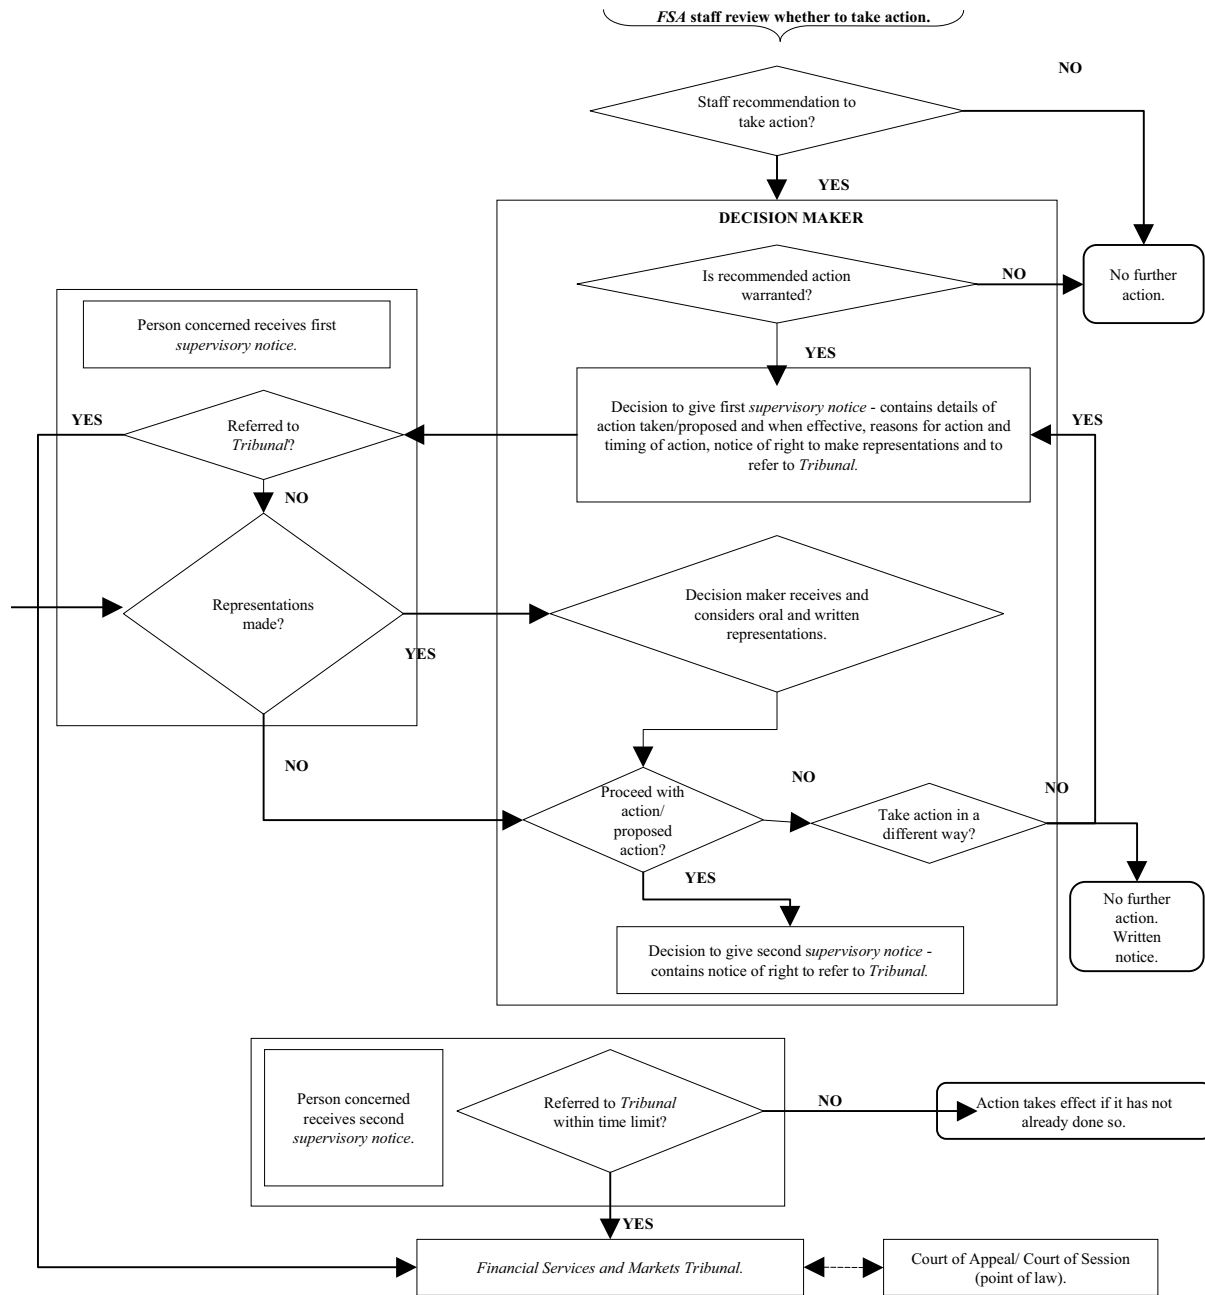 FSA staff review whether to take action.
NO
Staff recommendation to
take action?
YES
DECISION MAKER
Is recommended action
warranted?
NO
No further
action.
Person concerned receives first
supervisory notice.
YES
YES
Referred to
Tribunal?
Decision to give first supervisory notice - contains details of
action taken/proposed and when effective, reasons for action and
timing of action, notice of right to make representations and to
refer to Tribunal.
YES
NO
Representations
made?
YES
Decision maker receives and
considers oral and written
representations.
NO
Proceed with
action/
proposed
action?
NO
Take action in a
different way?
NO
YES
No further
action.
Written
notice.
Decision to give second supervisory notice -
contains notice of right to refer to Tribunal.
Person concerned
receives second
supervisory notice.
Referred to Tribunal
within time limit?
NO
Action takes effect if it has not
already done so.
YES
Financial Services and Markets Tribunal.
Court of Appeal/ Court of Session
(point of law).